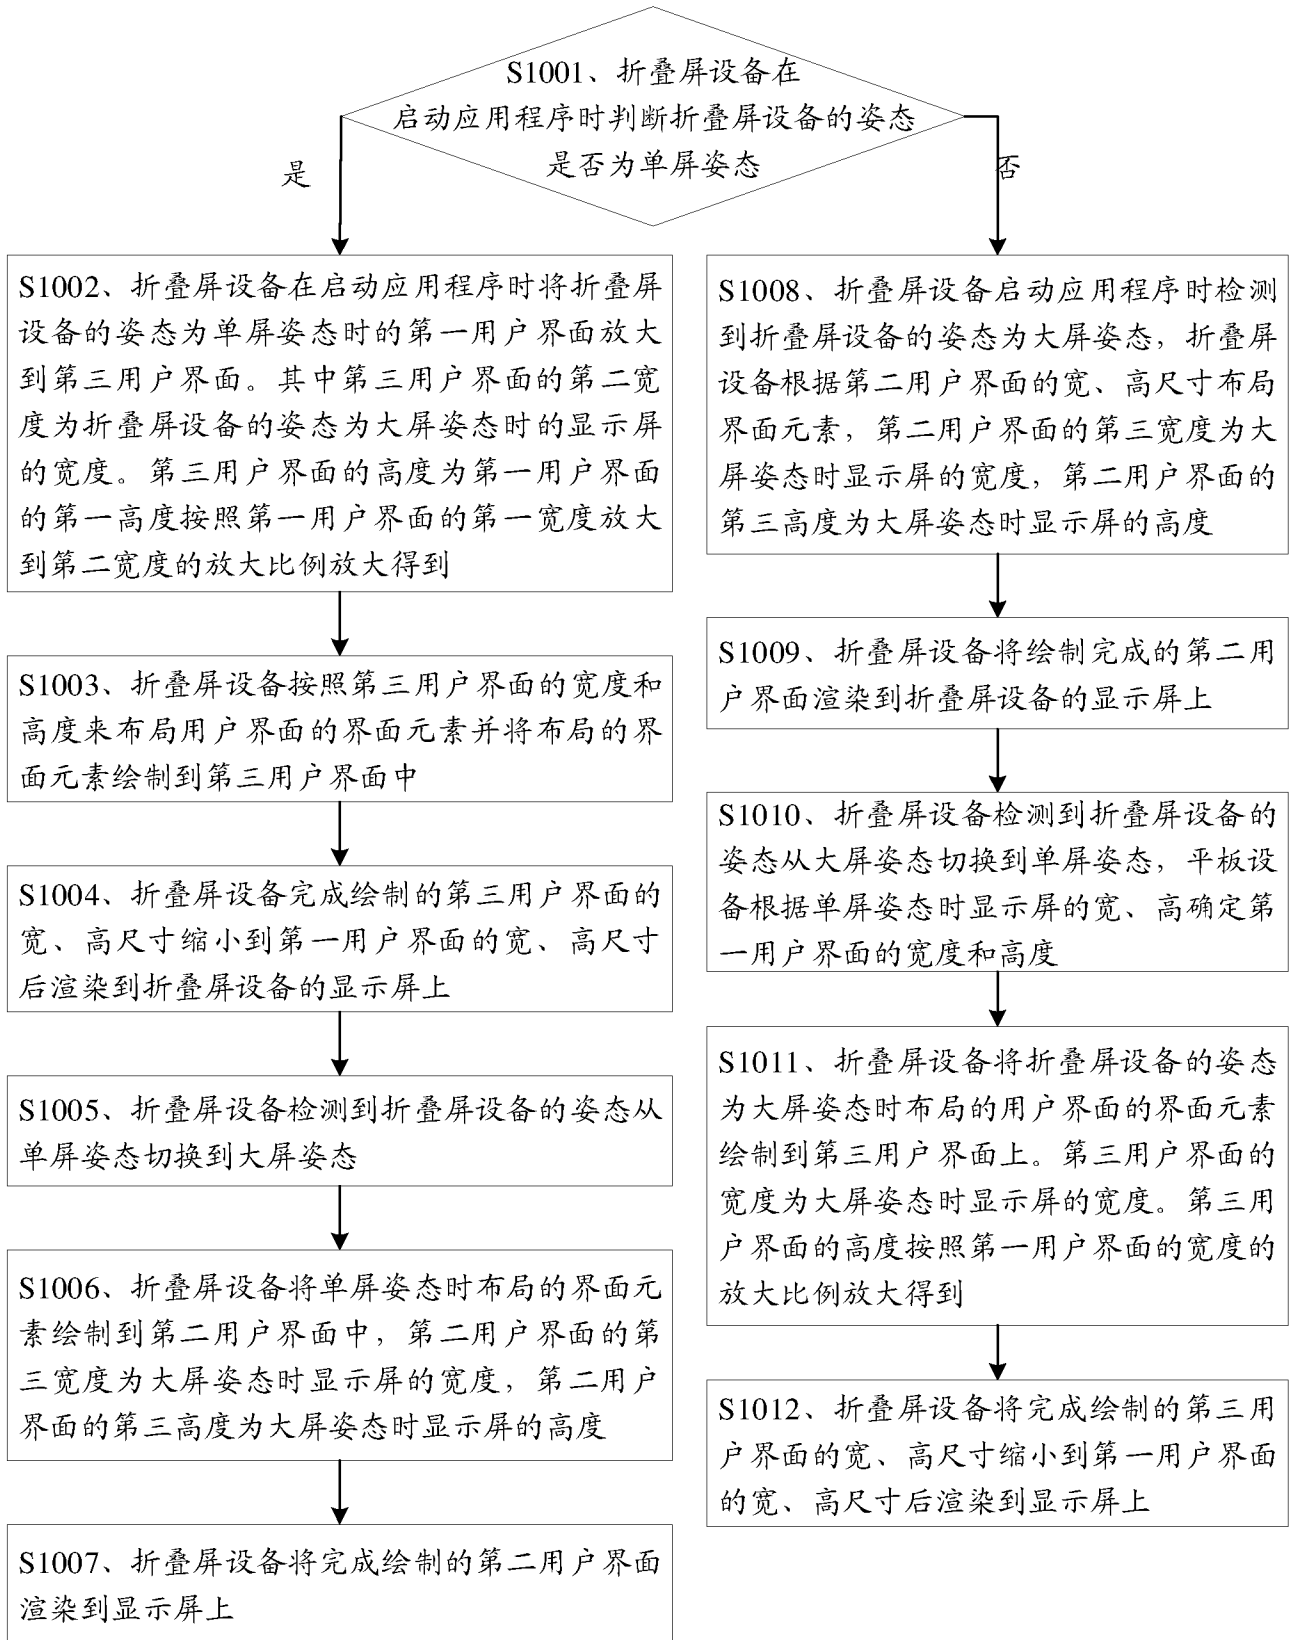 S1001、折叠屏设备在
启动应用程序时判断折叠屏设备的姿态
是否为单屏姿态
是
否
S1002、折叠屏设备在启动应用程序时将折叠屏
设备的姿态为单屏姿态时的第一用户界面放大
到第三用户界面。其中第三用户界面的第二宽
度为折叠屏设备的姿态为大屏姿态时的显示屏
的宽度。第三用户界面的高度为第一用户界面
的第一高度按照第一用户界面的第一宽度放大
到第二宽度的放大比例放大得到
S1003、折叠屏设备按照第三用户界面的宽度和
高度来布局用户界面的界面元素并将布局的界
面元素绘制到第三用户界面中
S1004、折叠屏设备完成绘制的第三用户界面的
宽、高尺寸缩小到第一用户界面的宽、高尺寸
后渲染到折叠屏设备的显示屏上
S1005、折叠屏设备检测到折叠屏设备的姿态从
单屏姿态切换到大屏姿态
S1006、折叠屏设备将单屏姿态时布局的界面元
素绘制到第二用户界面中，第二用户界面的第
三宽度为大屏姿态时显示屏的宽度，第二用户
界面的第三高度为大屏姿态时显示屏的高度
S1007、折叠屏设备将完成绘制的第二用户界面
渲染到显示屏上
S1008、折叠屏设备启动应用程序时检测
到折叠屏设备的姿态为大屏姿态，折叠屏
设备根据第二用户界面的宽、高尺寸布局
界面元素，第二用户界面的第三宽度为大
屏姿态时显示屏的宽度，第二用户界面的
第三高度为大屏姿态时显示屏的高度
S1009、折叠屏设备将绘制完成的第二用
户界面渲染到折叠屏设备的显示屏上
S1010、折叠屏设备检测到折叠屏设备的
姿态从大屏姿态切换到单屏姿态，平板设
备根据单屏姿态时显示屏的宽、高确定第
一用户界面的宽度和高度
S1011、折叠屏设备将折叠屏设备的姿态
为大屏姿态时布局的用户界面的界面元素
绘制到第三用户界面上。第三用户界面的
宽度为大屏姿态时显示屏的宽度。第三用
户界面的高度按照第一用户界面的宽度的
放大比例放大得到
S1012、折叠屏设备将完成绘制的第三用
户界面的宽、高尺寸缩小到第一用户界面
的宽、高尺寸后渲染到显示屏上